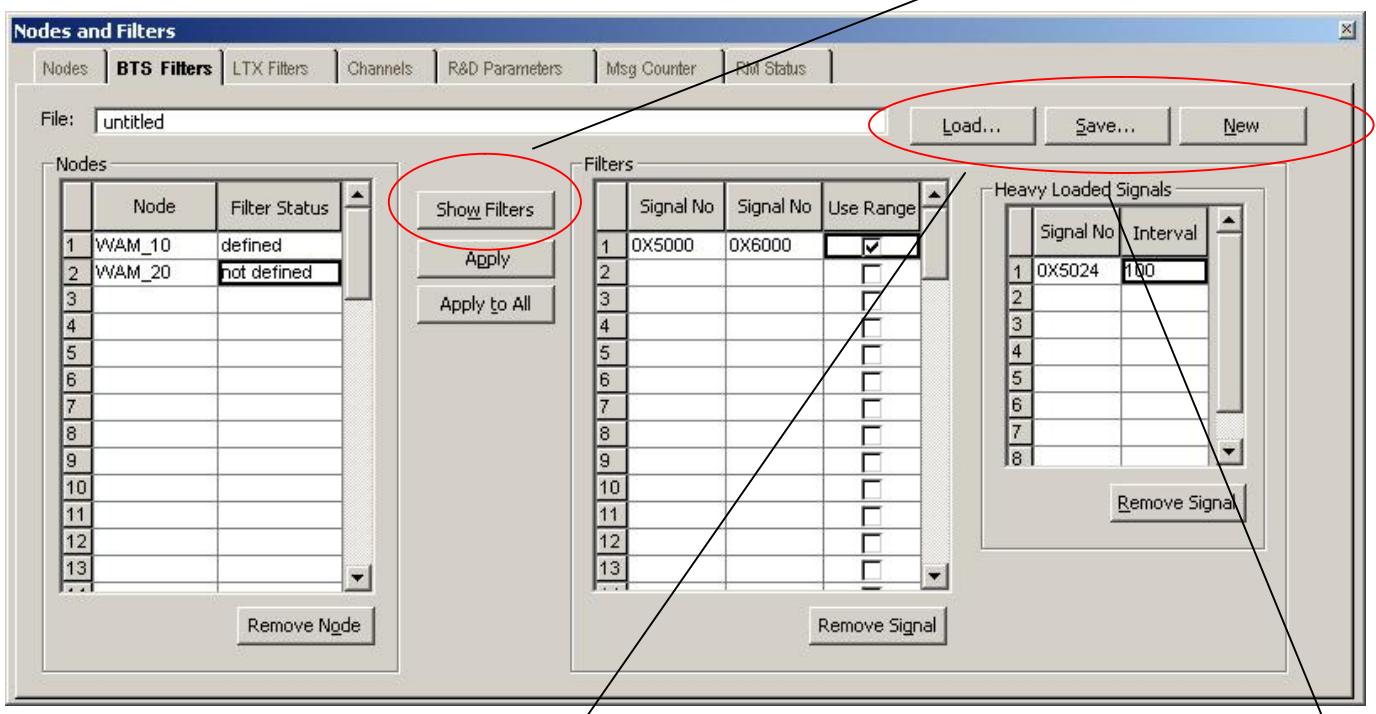 Nodes and Filters
Nodes BTS Filters LTX Filters Channels R&D Parameters Msg Counter RM Status
File: untitled Load... Save... New
Nodes
Node Filter Status
1 WAM_10 defined
2 WAM_20 not defined
3
4
5
6
7
8
9
10
11
12
13
Remove Node
Show Filters
Apply
Apply to All
Filters
Signal No Signal No Use Range
1 0X5000 0X6000
2
3
4
5
6
7
8
9
10
11
12
13
Remove Signal
Heavy Loaded Signals
Signal No Interval
1 0X5024 100
2
3
4
5
6
7
8
Remove Signal